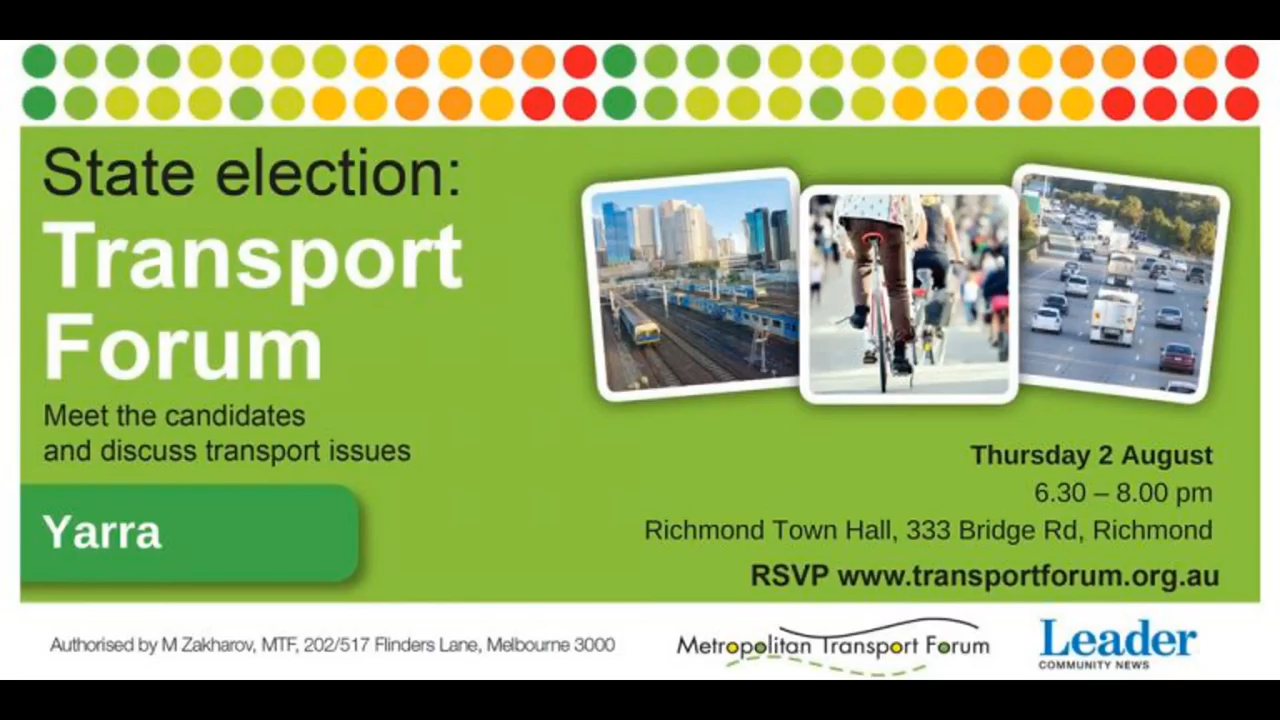 State election:
Transport
Forum
Meet the candidates
and discuss transport issues
Yarra
Thursday 2 August
6.30 – 8.00 pm
Richmond Town Hall, 333 Bridge Rd, Richmond
RSVP www.transportforum.org.au
Authorised by M Zakharov, MTF, 202/517 Flinders Lane, Melbourne 3000
Metropolitan Transport Forum
Leader
COMMUNITY NEWS